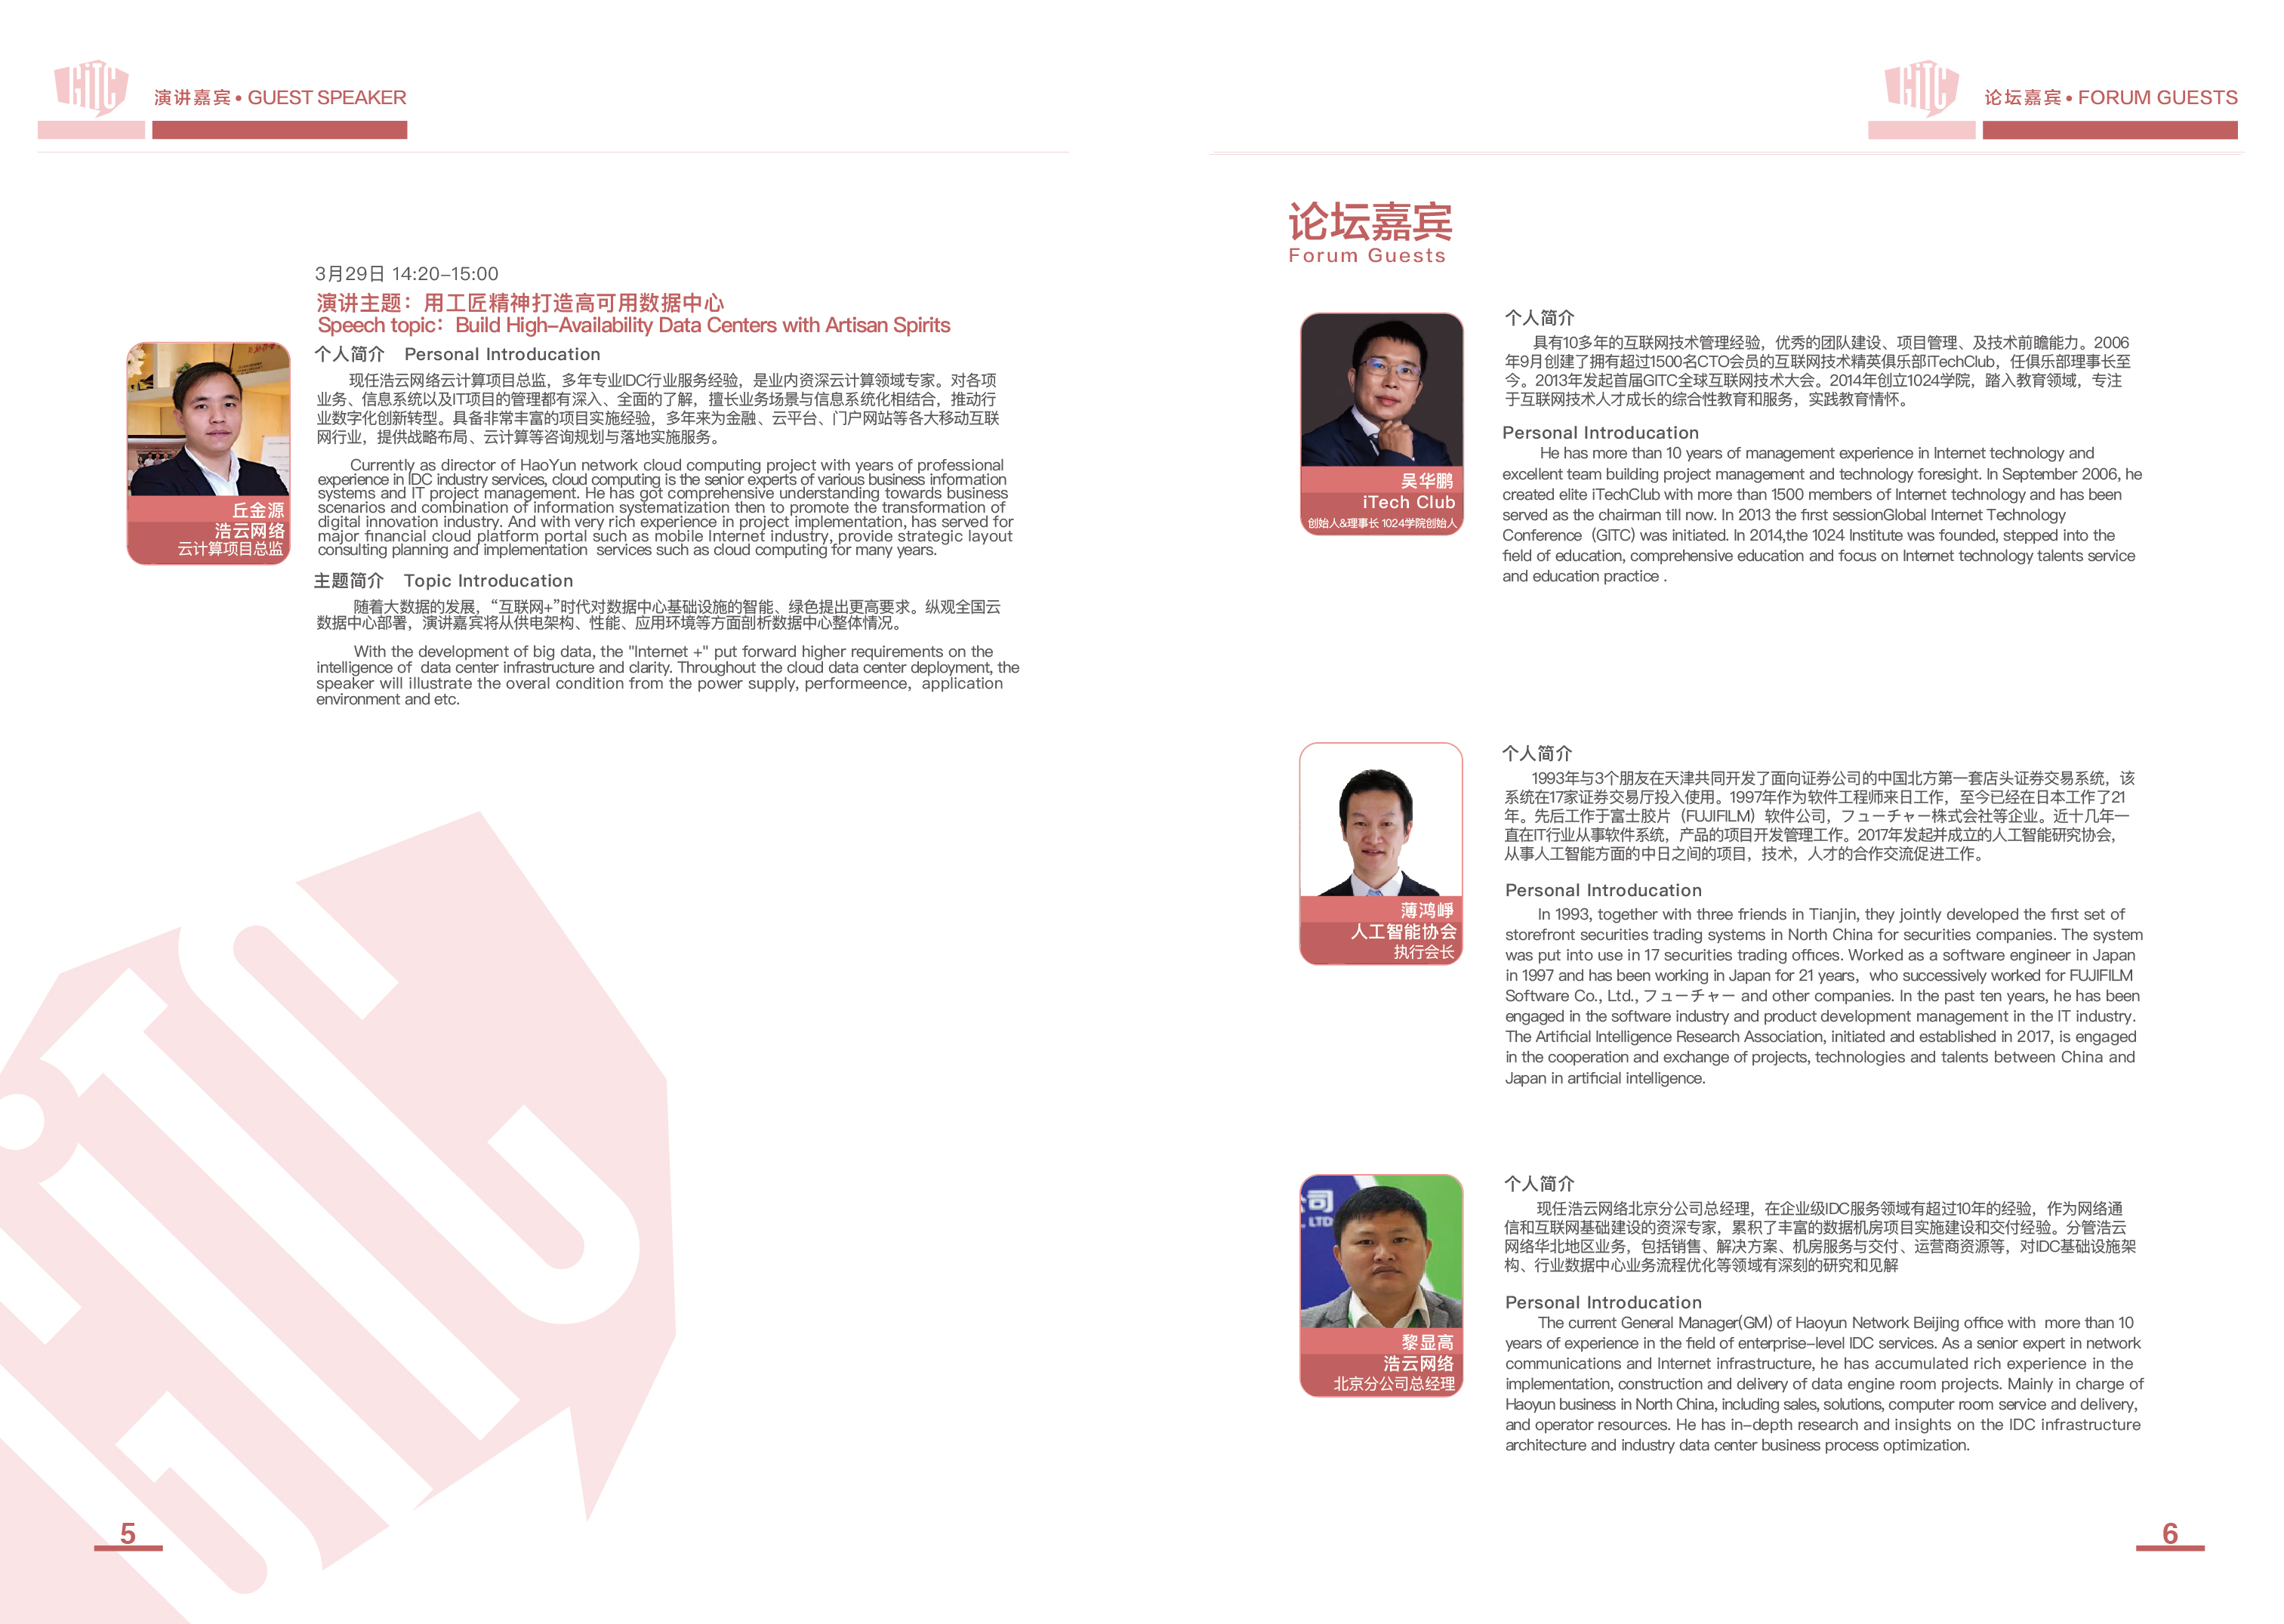 GiTC
演讲嘉宾 • GUEST SPEAKER
3月29日 14:20–15:00
演讲主题：用工匠精神打造高可用数据中心
Speech topic：Build High–Availability Data Centers with Artisan Spirits
个人简介 Personal Introducation
现任浩云网络云计算项目总监，多年专业IDC行业服务经验，是业内资深云计算领域专家。对各项
业务、信息系统以及IT项目的管理都有深入、全面的了解，擅长业务场景与信息系统化相结合，推动行
业数字化创新转型。具备非常丰富的项目实施经验，多年来为金融、云平台、门户网站等各大移动互联
网行业，提供战略布局、云计算等咨询规划与落地实施服务。
Currently as director of HaoYun network cloud computing project with years of professional
experience in IDC industry services, cloud computing is the senior experts of various business information
systems and IT project management. He has got comprehensive understanding towards business
scenarios and combination of information systematization then to promote the transformation of
digital innovation industry. And with very rich experience in project implementation, has served for
major financial cloud platform portal such as mobile Internet industry, provide strategic layout
consulting planning and implementation services such as cloud computing for many years.
丘金源
浩云网络
云计算项目总监
主题简介 Topic Introducation
随着大数据的发展，“互联网+”时代对数据中心基础设施的智能、绿色提出更高要求。纵观全国云
数据中心部署，演讲嘉宾将从供电架构、性能、应用环境等方面剖析数据中心整体情况。
With the development of big data, the "Internet +" put forward higher requirements on the
intelligence of data center infrastructure and clarity. Throughout the cloud data center deployment, the
speaker will illustrate the overal condition from the power supply, performeence, application
environment and etc.
GiTC
5
GiTC
论坛嘉宾 • FORUM GUESTS
论坛嘉宾
Forum Guests
吴华鹏
iTech Club
创始人&理事长 1024学院创始人
个人简介
具有10多年的互联网技术管理经验，优秀的团队建设、项目管理、及技术前瞻能力。2006
年9月创建了拥有超过1500名CTO会员的互联网技术精英俱乐部iTechClub，任俱乐部理事长至
今。2013年发起首届GITC全球互联网技术大会。2014年创立1024学院，踏入教育领域，专注
于互联网技术人才成长的综合性教育和服务，实践教育情怀。
Personal Introducation
He has more than 10 years of management experience in Internet technology and
excellent team building project management and technology foresight. In September 2006, he
created elite iTechClub with more than 1500 members of Internet technology and has been
served as the chairman till now. In 2013 the first sessionGlobal Internet Technology
Conference (GITC) was initiated. In 2014,the 1024 Institute was founded, stepped into the
field of education, comprehensive education and focus on Internet technology talents service
and education practice .
薄鸿峥
人工智能协会
执行会长
个人简介
1993年与3个朋友在天津共同开发了面向证券公司的中国北方第一套店头证券交易系统，该
系统在17家证券交易厅投入使用。1997年作为软件工程师来日工作，至今已经在日本工作了21
年。先后工作于富士胶片（FUJIFILM）软件公司，フューチャー株式会社等企业。近十几年一
直在IT行业从事软件系统，产品的项目开发管理工作。2017年发起并成立的人工智能研究协会，
从事人工智能方面的中日之间的项目，技术，人才的合作交流促进工作。
Personal Introducation
In 1993, together with three friends in Tianjin, they jointly developed the first set of
storefront securities trading systems in North China for securities companies. The system
was put into use in 17 securities trading offices. Worked as a software engineer in Japan
in 1997 and has been working in Japan for 21 years, who successively worked for FUJIFILM
Software Co., Ltd., フューチャー and other companies. In the past ten years, he has been
engaged in the software industry and product development management in the IT industry.
The Artificial Intelligence Research Association, initiated and established in 2017, is engaged
in the cooperation and exchange of projects, technologies and talents between China and
Japan in artificial intelligence.
司
. LTD
黎显高
浩云网络
北京分公司总经理
个人简介
现任浩云网络北京分公司总经理，在企业级IDC服务领域有超过10年的经验，作为网络通
信和互联网基础建设的资深专家，累积了丰富的数据机房项目实施建设和交付经验。分管浩云
网络华北地区业务，包括销售、解决方案、机房服务与交付、运营商资源等，对IDC基础设施架
构、行业数据中心业务流程优化等领域有深刻的研究和见解
Personal Introducation
The current General Manager(GM) of Haoyun Network Beijing office with more than 10
years of experience in the field of enterprise–level IDC services. As a senior expert in network
communications and Internet infrastructure, he has accumulated rich experience in the
implementation, construction and delivery of data engine room projects. Mainly in charge of
Haoyun business in North China, including sales, solutions, computer room service and delivery,
and operator resources. He has in–depth research and insights on the IDC infrastructure
architecture and industry data center business process optimization.
6